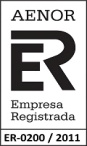 AENOR
ER
Empresa
Registrada
ER-0200 / 2011